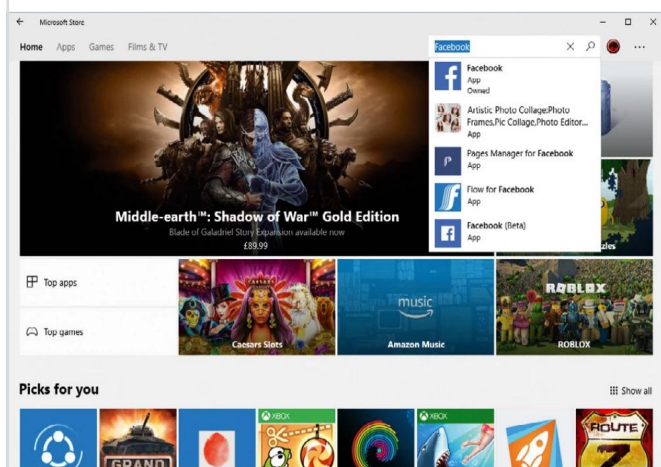 Microsoft Store
Home Apps Games Films & TV
Facebook
Facebook
App
Owned
Artistic Photo Collage:Photo
Frames,Pic Collage,Photo Editor...
App
Pages Manager for Facebook
App
Flow for Facebook
App
Facebook (Beta)
App
Middle-earth™: Shadow of War™ Gold Edition
Blade of Galadriel Story Expansion available now
£89.99
zles
Top apps
Top games
Caesars Slots
music
Amazon Music
ROBLOX
ROBLOX
Picks for you
Show all
XBOX
XBOX
GRAND
ROUTE